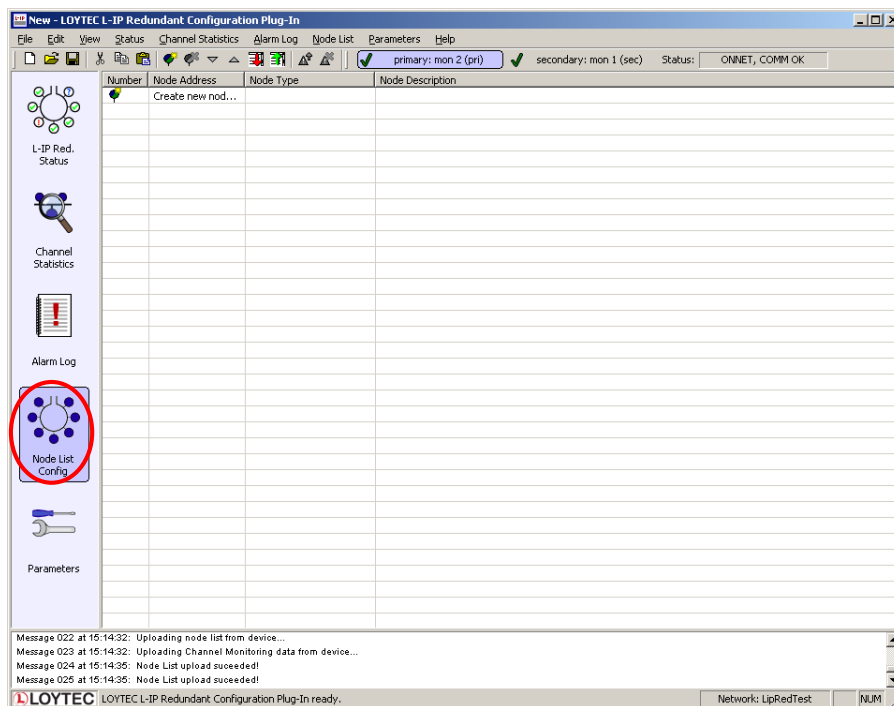 New - LOYTEC L-IP Redundant Configuration Plug-In
File Edit View Status Channel Statistics Alarm Log Node List Parameters Help
primary: mon 2 (pri) secondary: mon 1 (sec) Status: ONNET, COMM OK
Number Node Address Node Type Node Description
Create new nod...
L-IP Red.
Status
Channel
Statistics
Alarm Log
Node List
Config
Parameters
Message 022 at 15:14:32: Uploading node list from device...
Message 023 at 15:14:32: Uploading Channel Monitoring data from device...
Message 024 at 15:14:35: Node List upload suceeded!
Message 025 at 15:14:35: Node List upload suceeded!
LOYTEC LOYTEC L-IP Redundant Configuration Plug-In ready. Network: LipRedTest NUM